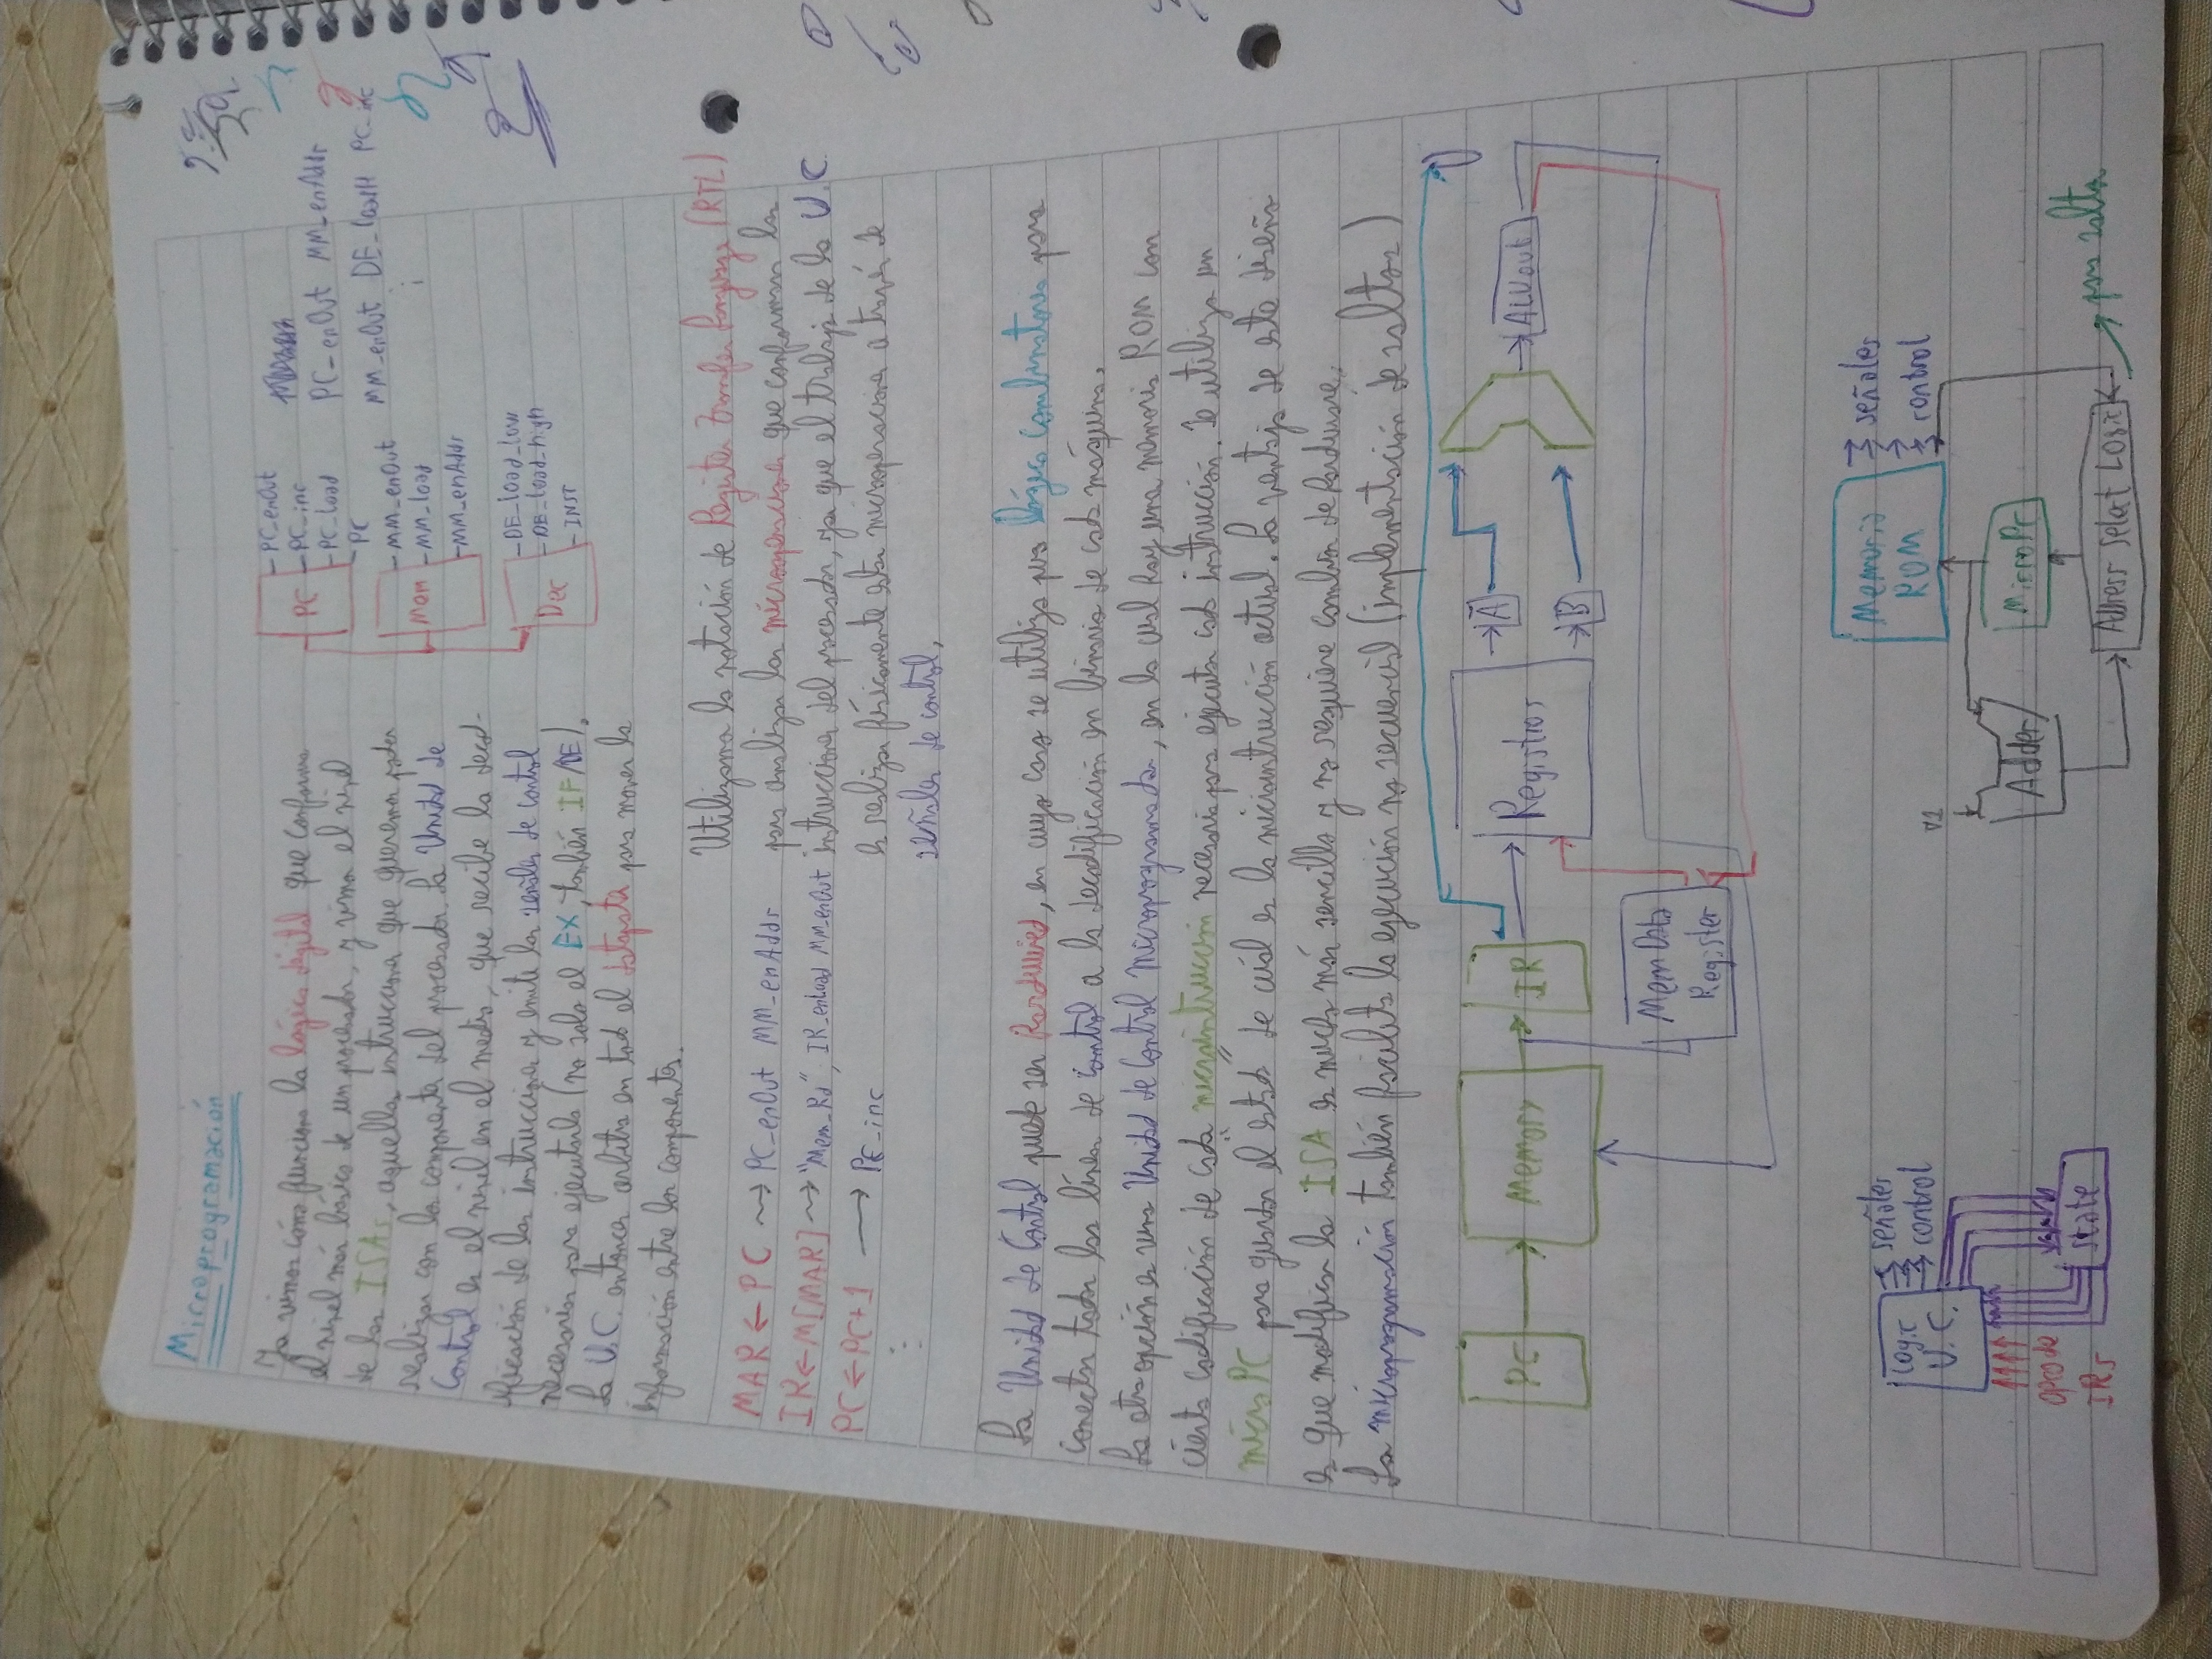 Microprogramación
Ya vimos cómo funciona la lógica digital que conforma
el nivel más básico de un procesador, y vimos el nivel
de las ISAs, aquellas intrucciones que queremos poder
realizar con los componentes del procesador. La Unidad de
Control es el nivel en el medio, que recibe la decod-
ificación de las instrucciones y emite las señales de control
necesarias para ejecutarla (no solo el EX, también IF/DE).
La U.C. entonces arbitra en todo el datapath para mover la
información entre los componentes.
PC
PC_enOut
PC_inc
PC_load
PC
Mem
MM_enOut
MM_load
MM_enAddr
Dec
DE_load_low
DE_load_high
INST
PC_enOut MM_enAddr
MM_enOut DE_loadH PC_inc
MAR ← PC → PC_enOut MM_enAddr
IR ← M[MAR] → "Mem_Rd", IR_enLoad MM_enOut
PC ← PC+1 → PC_inc
Utilizamos la notación de Register Transfer Language (RTL)
para analizar las microoperaciones que conforman las
intrucciones del procesador, ya que el trabajo de la U.C.
es realizar físicamente estas microoperaciones a través de
señales de control.
La Unidad de Control puede ser Hardwired, en cuyo caso se utiliza pura lógica combinatoria para
conectar todas las líneas de control a la decodificación en binario de cada máquina.
La otra opción es una Unidad de Control Microprogramada, en la cual hay una memoria ROM con
cierta codificación de cada microintrucción necesaria para ejecutar cada instrucción. Se utiliza un
micro PC para guardar el "estado" de cuál es la microintrucción actual. La ventaja de este diseño
es que modificar la ISA es mucho más sencillo y no requiere cambios de hardware.
La microprogramación también facilita la ejecución no secuencial (implementación de saltos)
PC
Memory
IR
Registros
A
B
ALUout
Mem Data
Register
Logic
U.C.
señales
control
opcode
IRs
state
Memoria
ROM
señales
control
Adder
MicroPC
Address Select Logic
para saltos